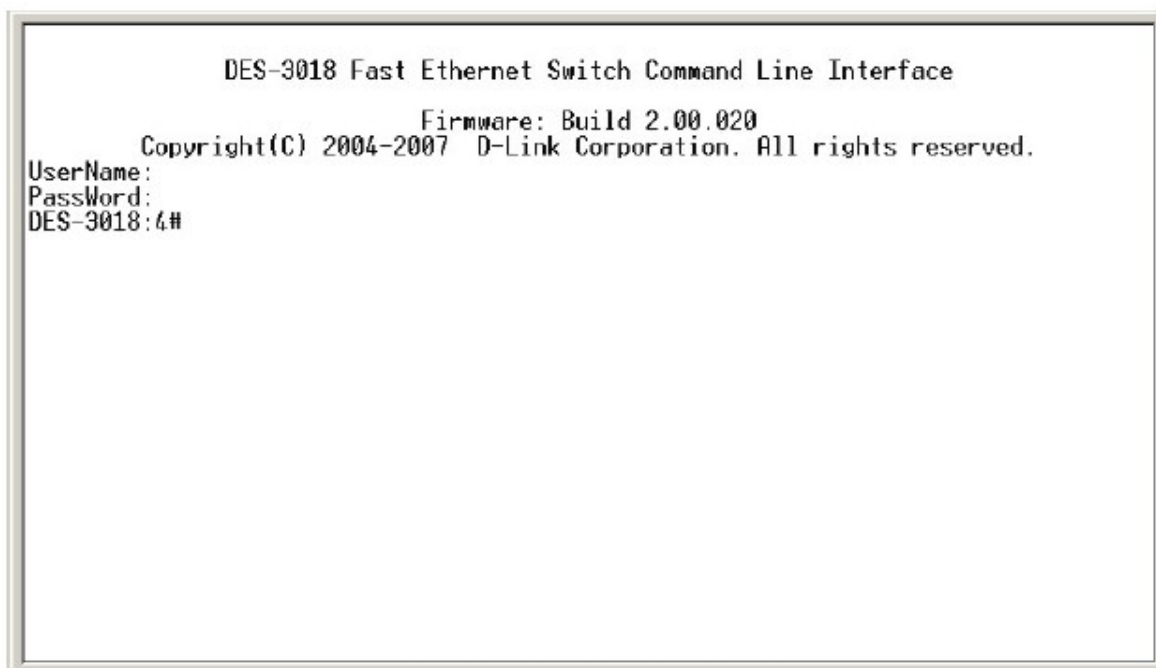 DES-3018 Fast Ethernet Switch Command Line Interface
Firmware: Build 2.00.020
Copyright(C) 2004-2007 D-Link Corporation. All rights reserved.
UserName:
PassWord:
DES-3018:4#